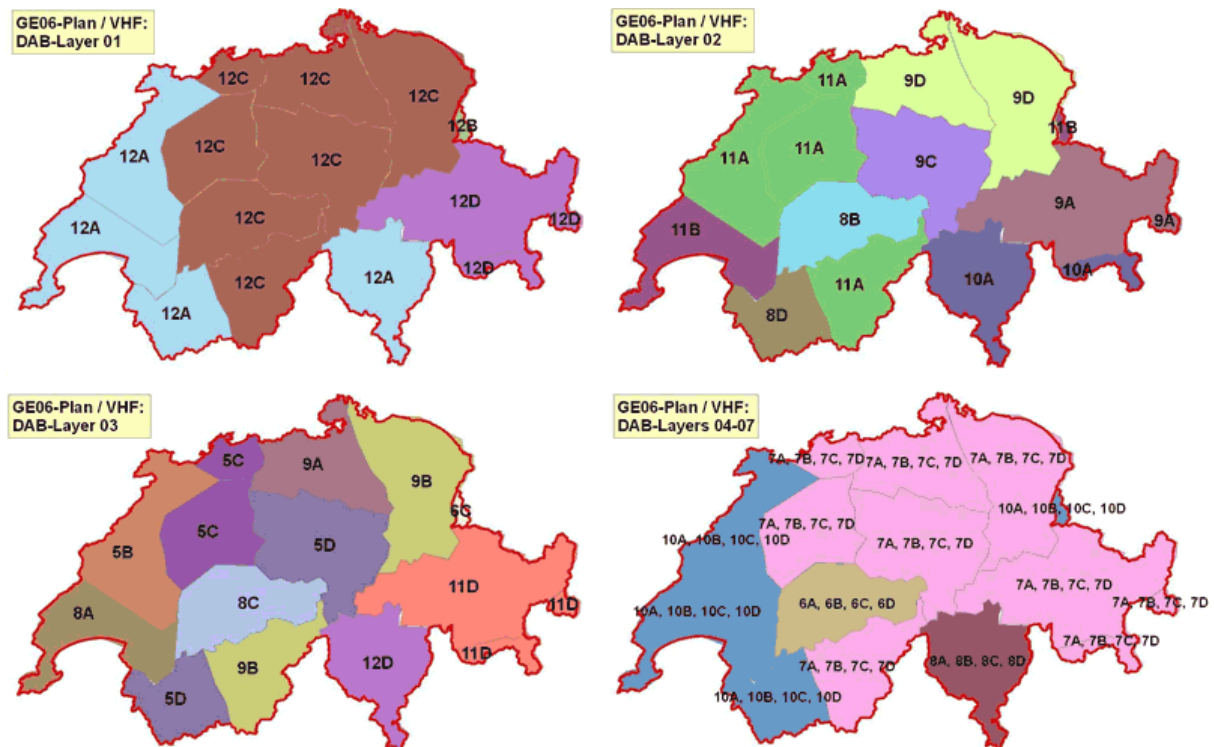 GE06-Plan / VHF:
DAB-Layer 01
12C
12C
12C
12B
12A
12C
12C
12D
12A
12C
12D
12D
12A
12C
12A
GE06-Plan / VHF:
DAB-Layer 02
11A
9D
9D
11B
11A
11A
9C
9A
8B
9A
11B
10A
10A
11A
8D
GE06-Plan / VHF:
DAB-Layer 03
5C
9A
9B
6C
5B
5C
5D
11D
8C
11D
8A
11D
9B
12D
5D
GE06-Plan / VHF:
DAB-Layers 04-07
7A, 7B, 7C, 7D
7A, 7B, 7C, 7D
7A, 7B, 7C, 7D
10A, 10B, 10C, 10D
7A, 7B, 7C, 7D
10A, 10B, 10C, 10D
7A, 7B, 7C, 7D
7A, 7B, 7C, 7D
6A, 6B, 6C, 6D
7A, 7B, 7C, 7D
10A, 10B, 10C, 10D
7A, 7B, 7C, 7D
8A, 8B, 8C, 8D
7A, 7B, 7C, 7D
10A, 10B, 10C, 10D